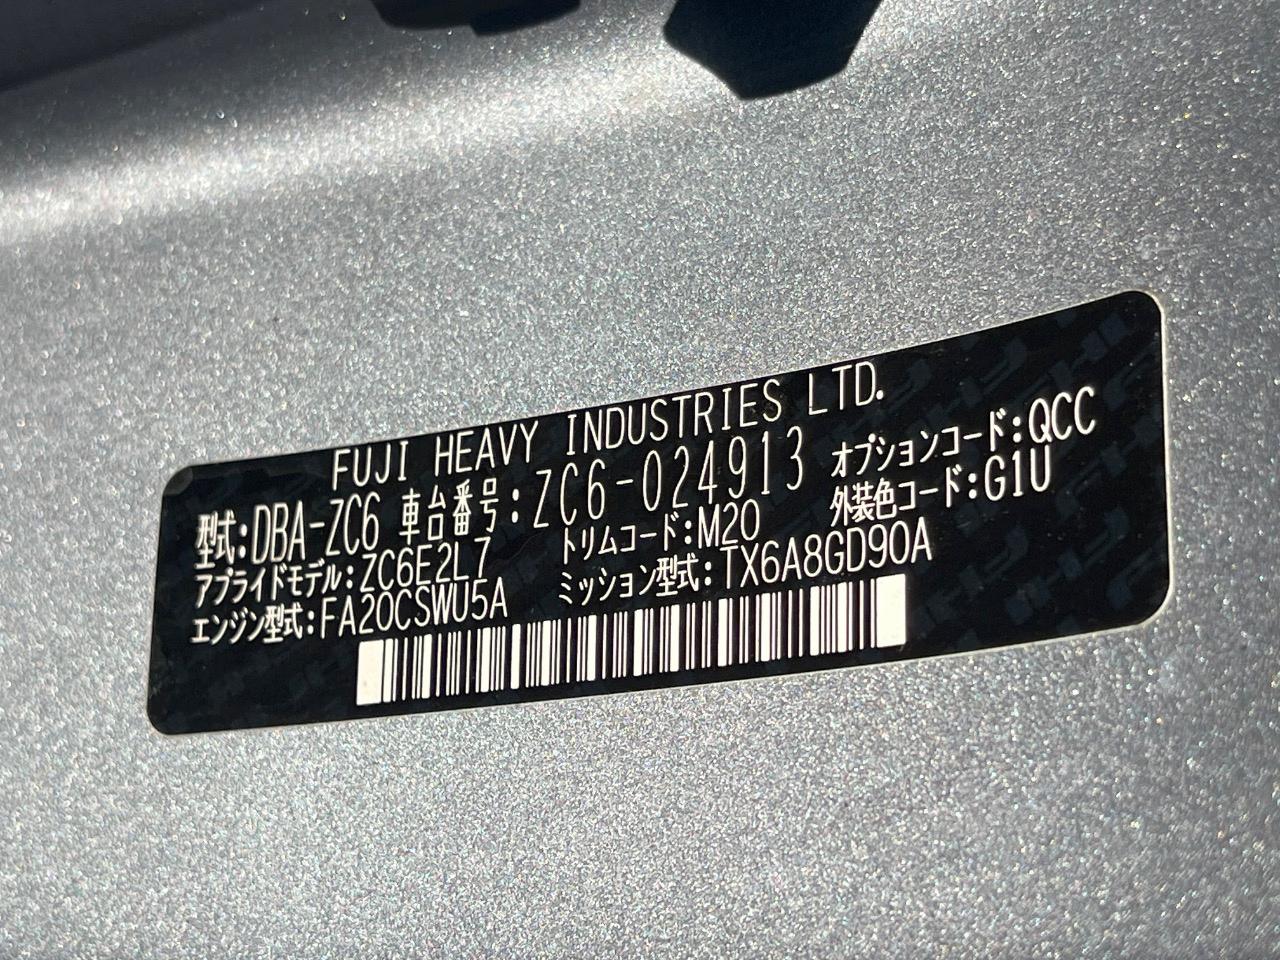 FUJI HEAVY INDUSTRIES LTD.
型式:DBA-ZC6 車台番号:ZC6-024913 オプションコード:QCC
アプライドモデル:ZC6E2L7 トリムコード:M20 外装色コード:G1U
エンジン型式:FA20CSWU5A ミッション型式:TX6A8GD90A